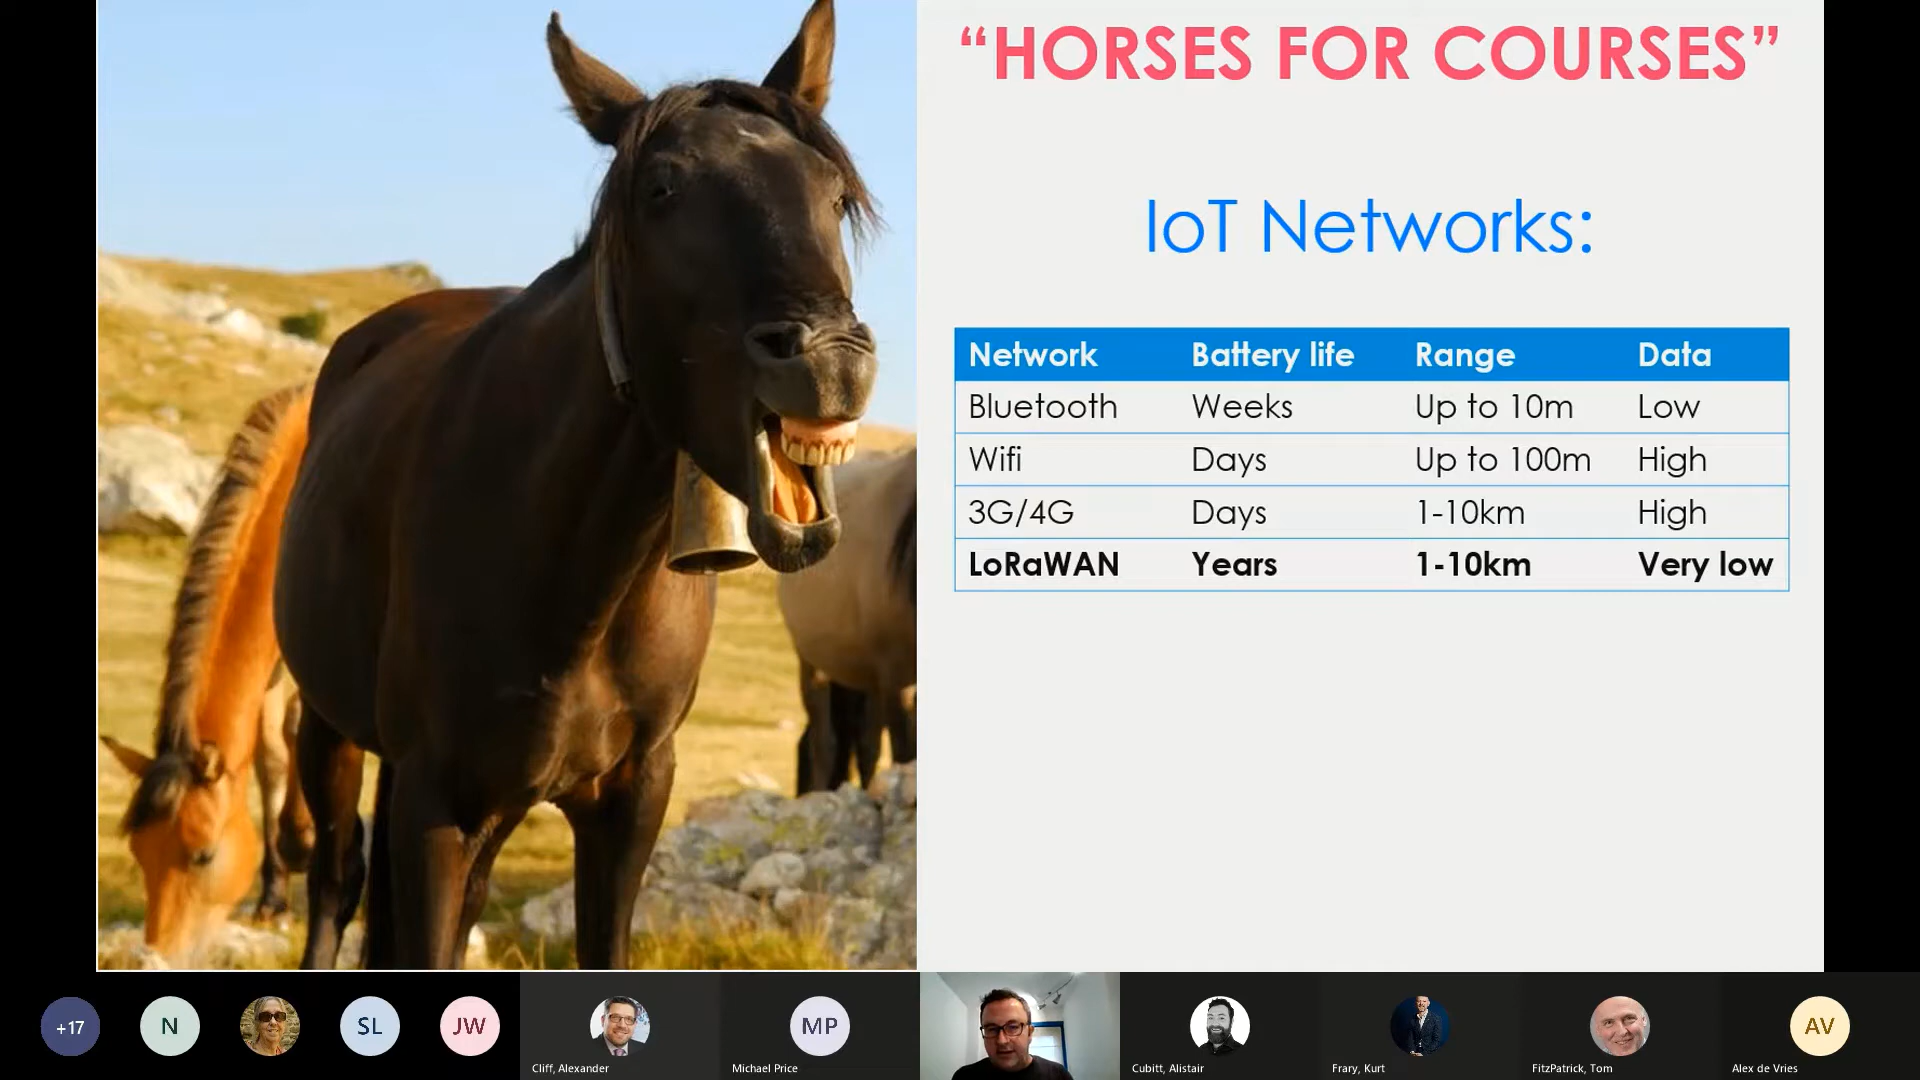 “HORSES FOR COURSES”
IoT Networks:
Network Battery life Range Data
Bluetooth Weeks Up to 10m Low
Wifi Days Up to 100m High
3G/4G Days 1-10km High
LoRaWAN Years 1-10km Very low
+17 N SL JW MP AV
Cliff, Alexander Michael Price Cubitt, Alistair Frary, Kurt FitzPatrick, Tom Alex de Vries